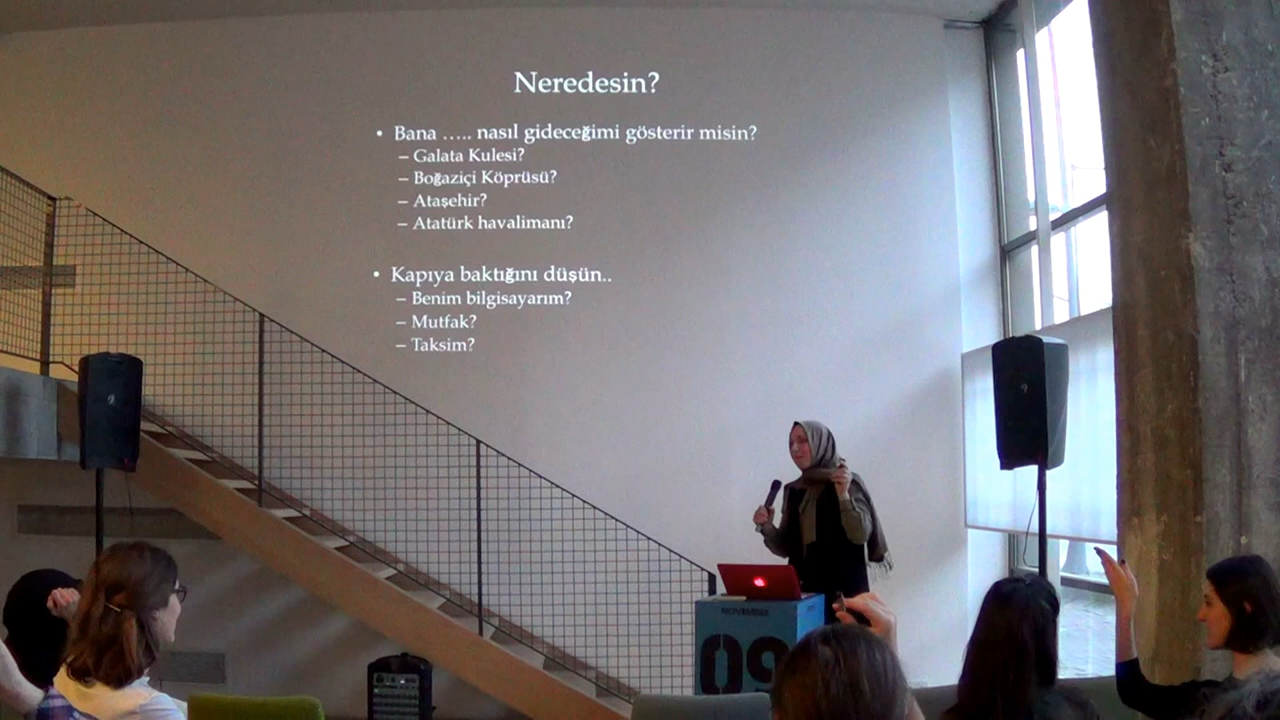 Neredesin?
• Bana ..... nasıl gideceğimi gösterir misin?
– Galata Kulesi?
– Boğaziçi Köprüsü?
– Ataşehir?
– Atatürk havalimanı?
• Kapıya baktığını düşün..
– Benim bilgisayarım?
– Mutfak?
– Taksim?
09